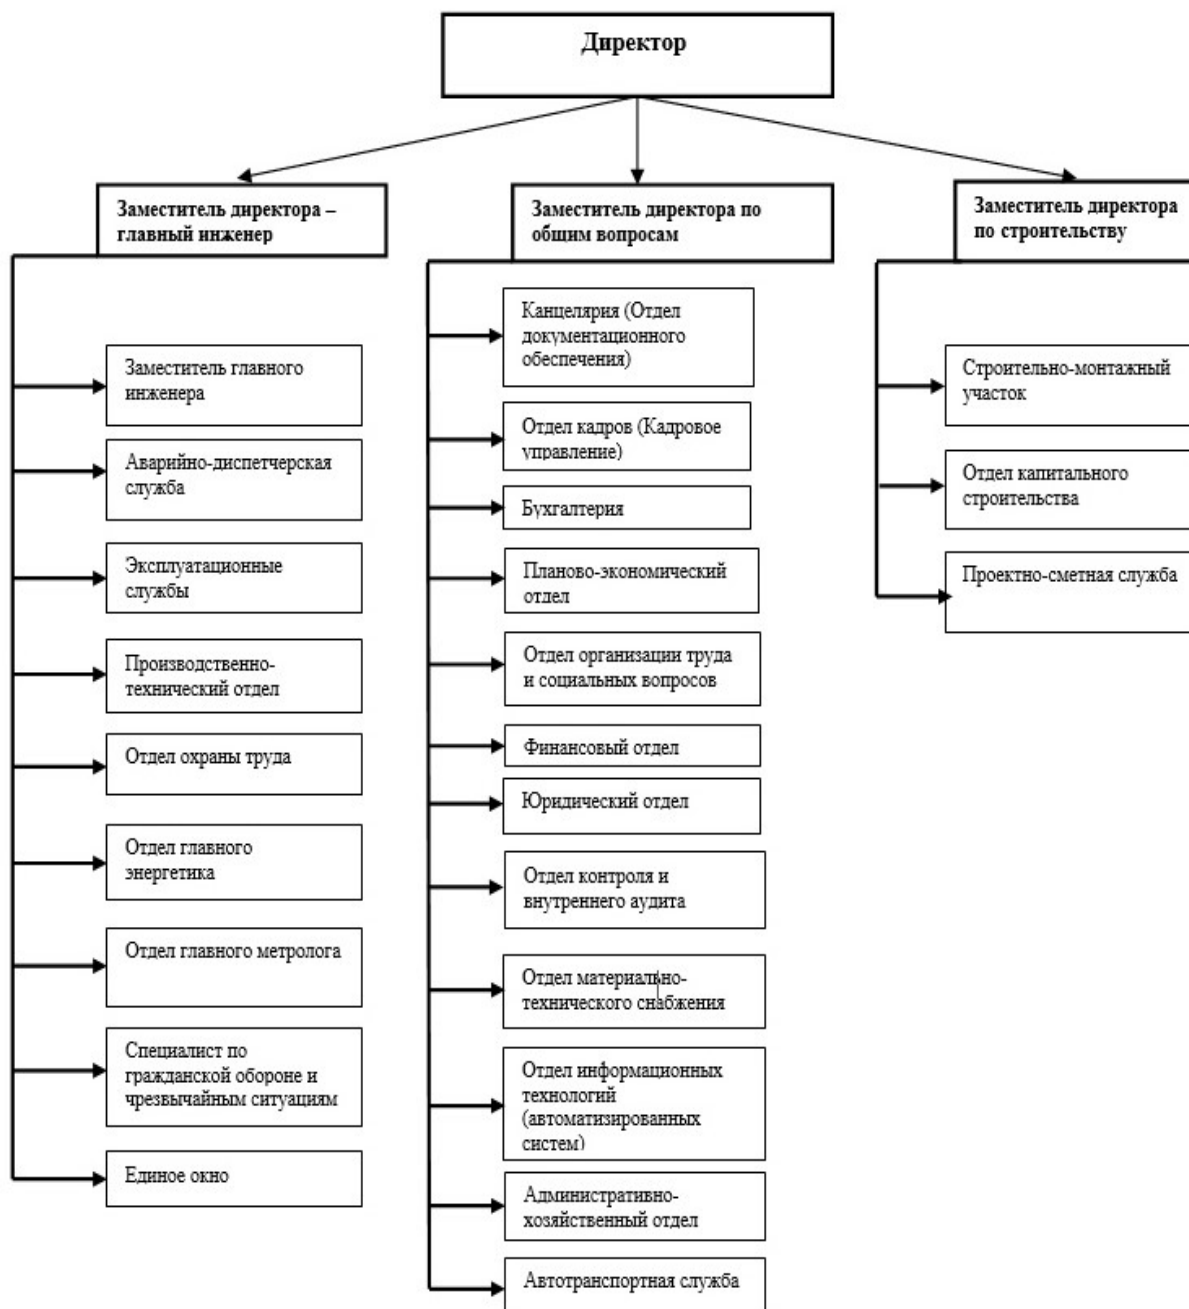 Директор
Заместитель директора –
главный инженер
Заместитель главного
инженера
Аварийно-диспетчерская
служба
Эксплуатационные
службы
Производственно-
технический отдел
Отдел охраны труда
Отдел главного
энергетика
Отдел главного метролога
Специалист по
гражданской обороне и
чрезвычайным ситуациям
Единое окно
Заместитель директора по
общим вопросам
Канцелярия (Отдел
документационного
обеспечения)
Отдел кадров (Кадровое
управление)
Бухгалтерия
Планово-экономический
отдел
Отдел организации труда
и социальных вопросов
Финансовый отдел
Юридический отдел
Отдел контроля и
внутреннего аудита
Отдел материально-
технического снабжения
Отдел информационных
технологий
(автоматизированных
систем)
Административно-
хозяйственный отдел
Автотранспортная служба
Заместитель директора
по строительству
Строительно-монтажный
участок
Отдел капитального
строительства
Проектно-сметная служба